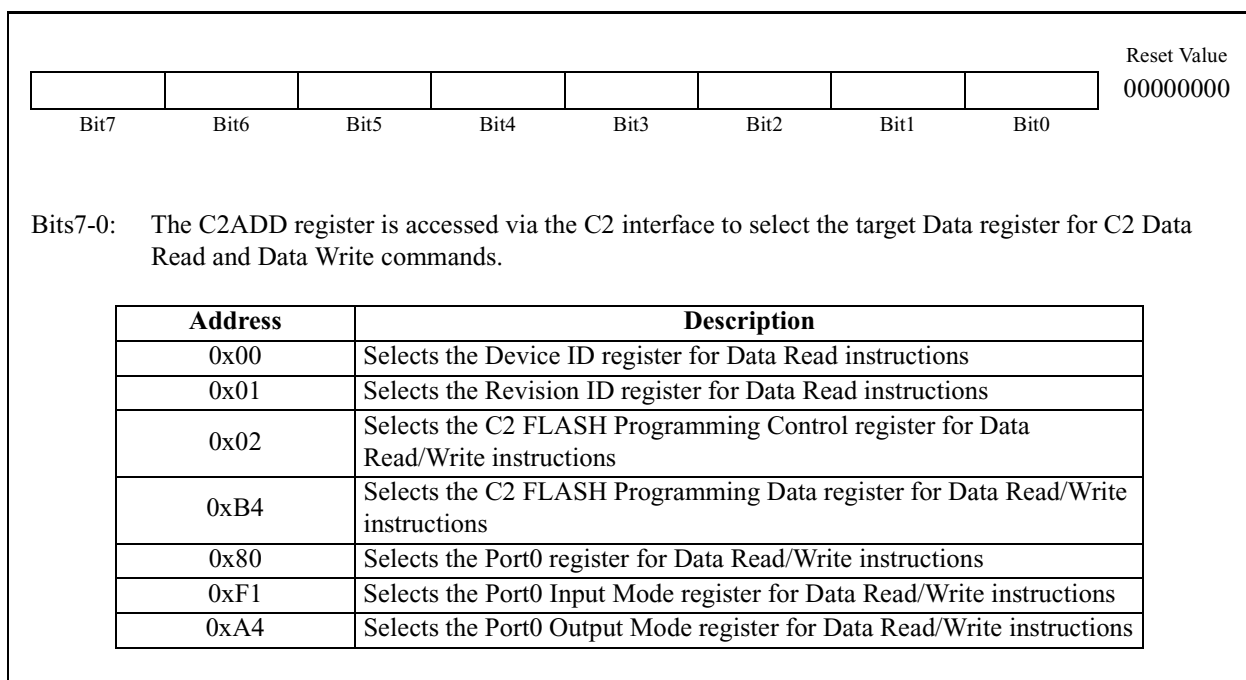 Reset Value
00000000
Bit7 Bit6 Bit5 Bit4 Bit3 Bit2 Bit1 Bit0
Bits7-0: The C2ADD register is accessed via the C2 interface to select the target Data register for C2 Data
Read and Data Write commands.
Address Description
0x00 Selects the Device ID register for Data Read instructions
0x01 Selects the Revision ID register for Data Read instructions
0x02 Selects the C2 FLASH Programming Control register for Data
Read/Write instructions
0xB4 Selects the C2 FLASH Programming Data register for Data Read/Write
instructions
0x80 Selects the Port0 register for Data Read/Write instructions
0xF1 Selects the Port0 Input Mode register for Data Read/Write instructions
0xA4 Selects the Port0 Output Mode register for Data Read/Write instructions